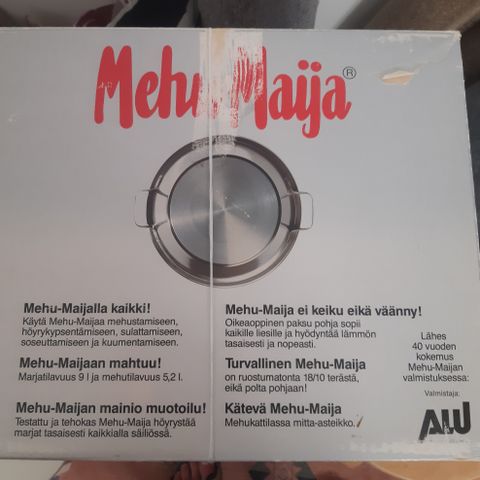 Mehu-Maija®
Mehu-Maijalla kaikki!
Käytä Mehu-Maijaa mehustamiseen,
höyrykypsentämiseen, sulattamiseen,
soseuttamiseen ja kuumentamiseen.
Mehu-Maijaan mahtuu!
Marjatilavuus 9 l ja mehutilavuus 5,2 l.
Mehu-Maijan mainio muotoilu!
Testattu ja tehokas Mehu-Maija höyrystää
marjat tasaisesti kaikkialla säiliössä.
Mehu-Maija ei keiku eikä väänny!
Oikeaoppinen paksu pohja sopii
kaikille liesille ja hyödyntää lämmön
tasaisesti ja nopeasti.
Turvallinen Mehu-Maija
on ruostumatonta 18/10 terästä,
eikä polta pohjaan!
Kätevä Mehu-Maija
Mehukattilassa mitta-asteikko.
Lähes
40 vuoden
kokemus
Mehu-Maijan
valmistuksessa:
Valmistaja:
ALU